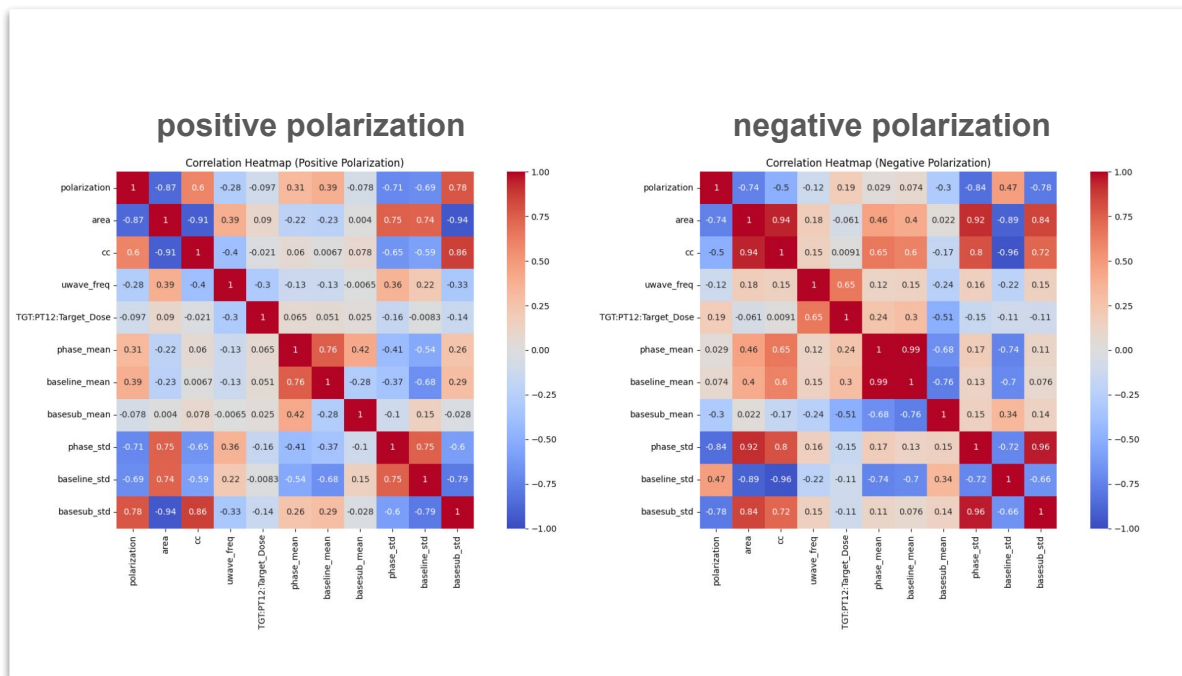 positive polarization
Correlation Heatmap (Positive Polarization)
polarization 1 -0.87 0.6 -0.28 -0.097 0.31 0.39 -0.078 -0.71 -0.69 0.78
area -0.87 1 -0.91 0.39 0.09 -0.22 -0.23 0.004 0.75 0.74 -0.94
cc 0.6 -0.91 1 -0.4 -0.021 0.06 0.0067 0.078 -0.65 -0.59 0.86
uwave_freq -0.28 0.39 -0.4 1 -0.3 -0.13 -0.13 -0.0065 0.36 0.22 -0.33
TGT:PT12:Target_Dose -0.097 0.09 -0.021 -0.3 1 0.065 0.051 0.025 -0.16 -0.0083 -0.14
phase_mean 0.31 -0.22 0.06 -0.13 0.065 1 0.76 0.42 -0.41 -0.54 0.26
baseline_mean 0.39 -0.23 0.0067 -0.13 0.051 0.76 1 -0.28 -0.37 -0.68 0.29
basesub_mean -0.078 0.004 0.078 -0.0065 0.025 0.42 -0.28 1 -0.1 0.15 -0.028
phase_std -0.71 0.75 -0.65 0.36 -0.16 -0.41 -0.37 -0.1 1 0.75 -0.6
baseline_std -0.69 0.74 -0.59 0.22 -0.0083 -0.54 -0.68 0.15 0.75 1 -0.79
basesub_std 0.78 -0.94 0.86 -0.33 -0.14 0.26 0.29 -0.028 -0.6 -0.79 1
polarization
area
cc
uwave_freq
TGT:PT12:Target_Dose
phase_mean
baseline_mean
basesub_mean
phase_std
baseline_std
basesub_std
1.00
0.75
0.50
0.25
0.00
−0.25
−0.50
−0.75
−1.00
negative polarization
Correlation Heatmap (Negative Polarization)
polarization 1 -0.74 -0.5 -0.12 0.19 0.029 0.074 -0.3 -0.84 0.47 -0.78
area -0.74 1 0.94 0.18 -0.061 0.46 0.4 0.022 0.92 -0.89 0.84
cc -0.5 0.94 1 0.15 0.0091 0.65 0.6 -0.17 0.8 -0.96 0.72
uwave_freq -0.12 0.18 0.15 1 0.65 0.12 0.15 -0.24 0.16 -0.22 0.15
TGT:PT12:Target_Dose 0.19 -0.061 0.0091 0.65 1 0.24 0.3 -0.51 -0.15 -0.11 -0.11
phase_mean 0.029 0.46 0.65 0.12 0.24 1 0.99 -0.68 0.17 -0.74 0.11
baseline_mean 0.074 0.4 0.6 0.15 0.3 0.99 1 -0.76 0.13 -0.7 0.076
basesub_mean -0.3 0.022 -0.17 -0.24 -0.51 -0.68 -0.76 1 0.15 0.34 0.14
phase_std -0.84 0.92 0.8 0.16 -0.15 0.17 0.13 0.15 1 -0.72 0.96
baseline_std 0.47 -0.89 -0.96 -0.22 -0.11 -0.74 -0.7 0.34 -0.72 1 -0.66
basesub_std -0.78 0.84 0.72 0.15 -0.11 0.11 0.076 0.14 0.96 -0.66 1
polarization
area
cc
uwave_freq
TGT:PT12:Target_Dose
phase_mean
baseline_mean
basesub_mean
phase_std
baseline_std
basesub_std
1.00
0.75
0.50
0.25
0.00
−0.25
−0.50
−0.75
−1.00